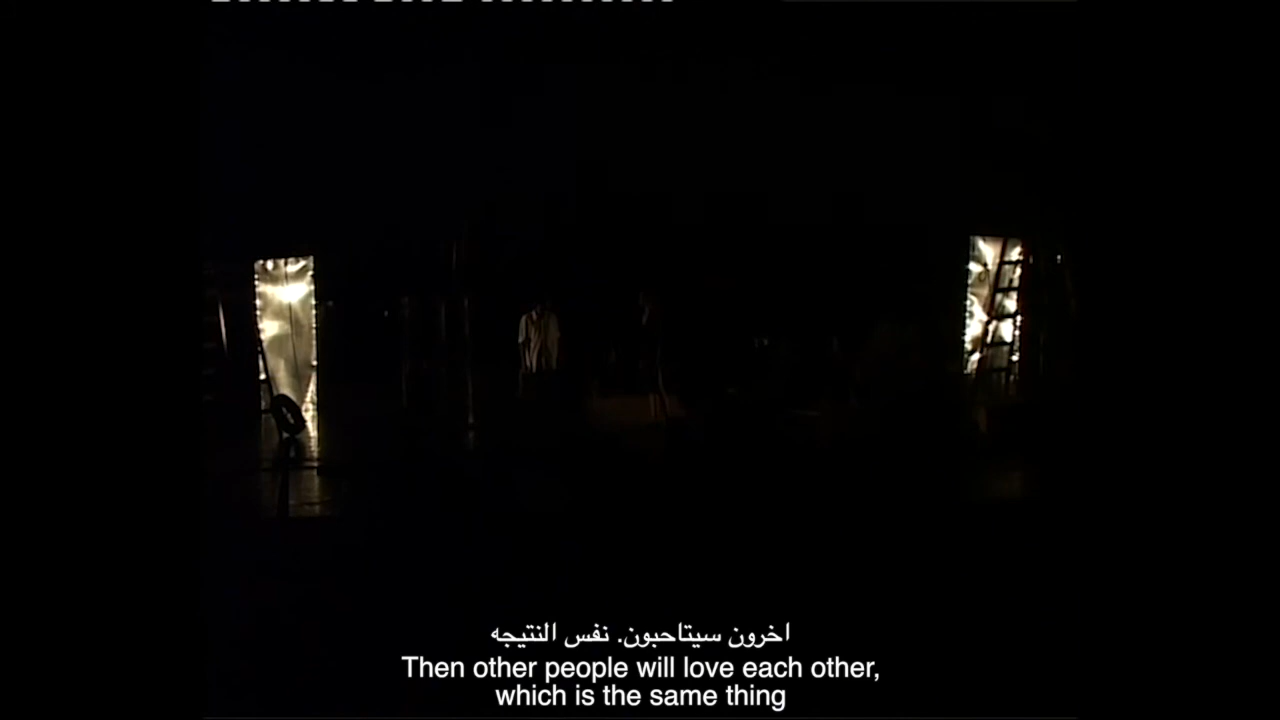 اخرون سيتاحبون. نفس النتيجه
Then other people will love each other,
which is the same thing